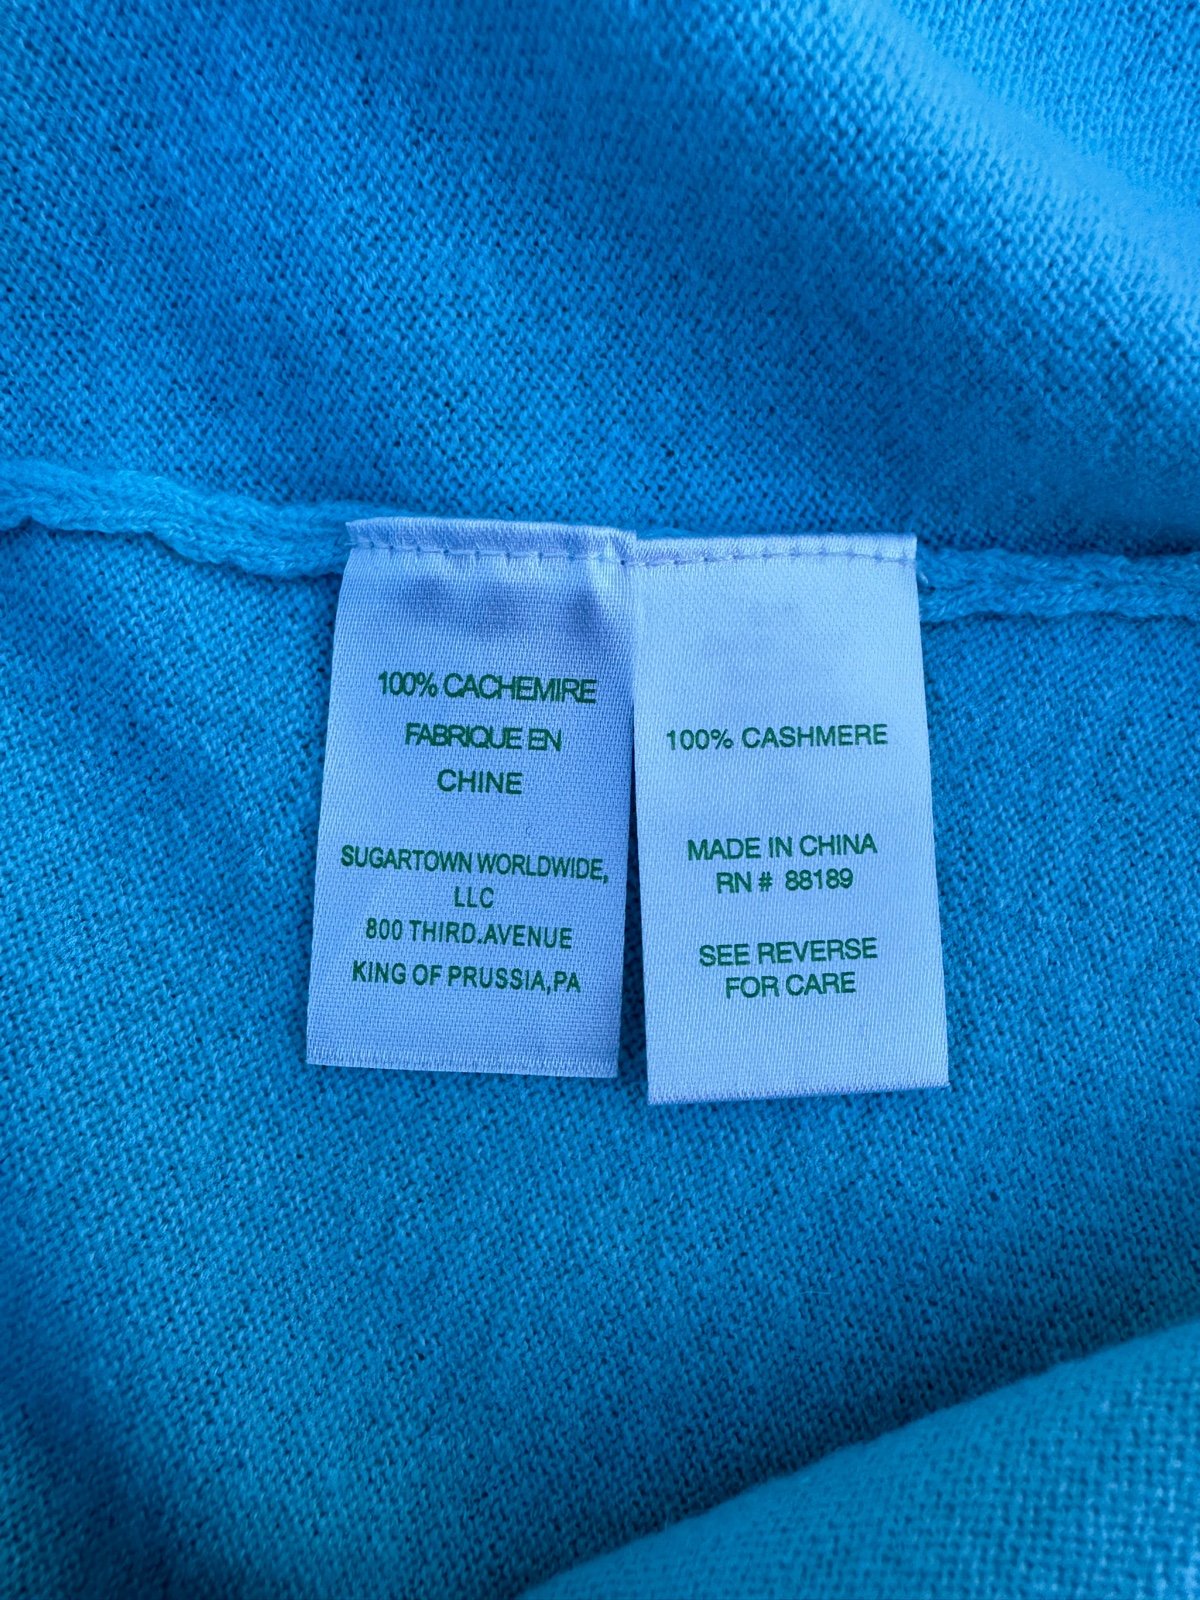 100% CACHEMIRE
FABRIQUE EN
CHINE
SUGARTOWN WORLDWIDE,
LLC
800 THIRD.AVENUE
KING OF PRUSSIA,PA
100% CASHMERE
MADE IN CHINA
RN # 88189
SEE REVERSE
FOR CARE